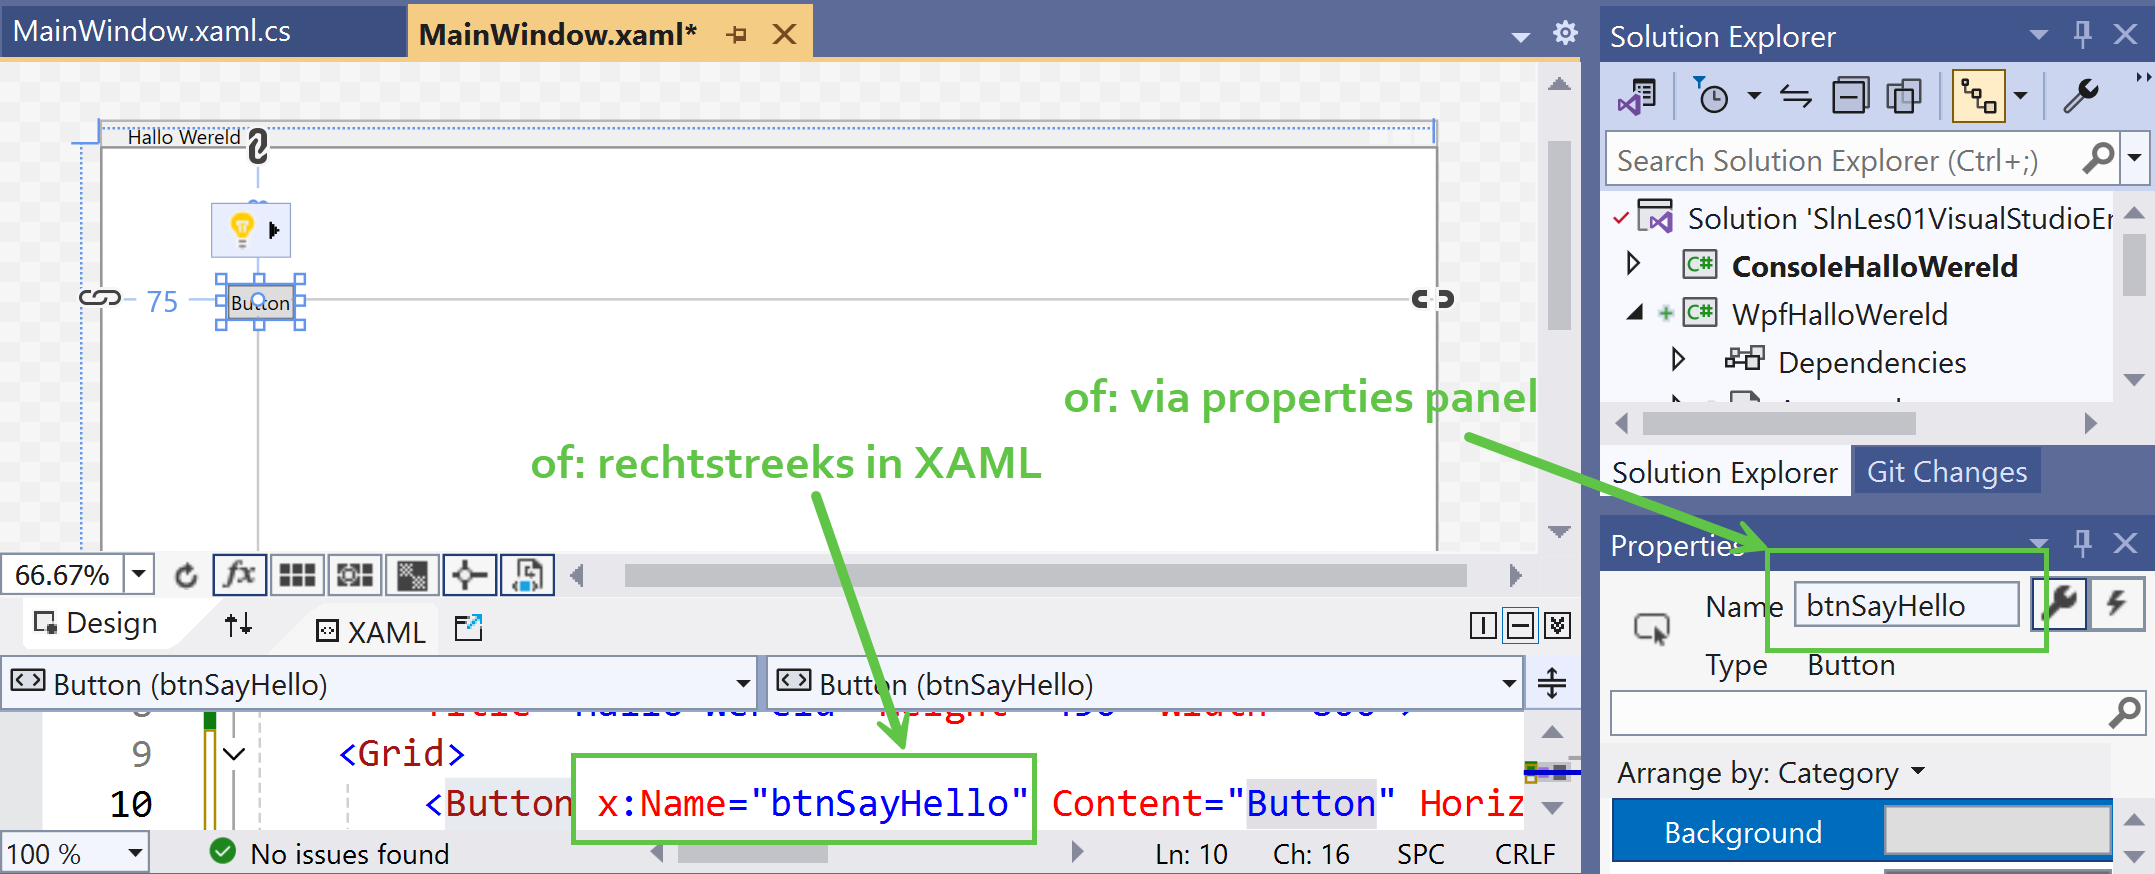 MainWindow.xaml.cs
MainWindow.xaml*
Hallo Wereld
75
Button
of: via properties panel
of: rechtstreeks in XAML
66.67%
fx
Design
XAML
Button (btnSayHello)
Button (btnSayHello)
9
<Grid>
10
<Button x:Name="btnSayHello" Content="Button" Horiz
100 %
No issues found
Ln: 10
Ch: 16
SPC
CRLF
Solution Explorer
Search Solution Explorer (Ctrl+;)
Solution 'SlnLes01VisualStudioEr
C# ConsoleHalloWereld
C# WpfHalloWereld
Dependencies
Solution Explorer
Git Changes
Properties
Name btnSayHello
Type Button
Arrange by: Category
Background